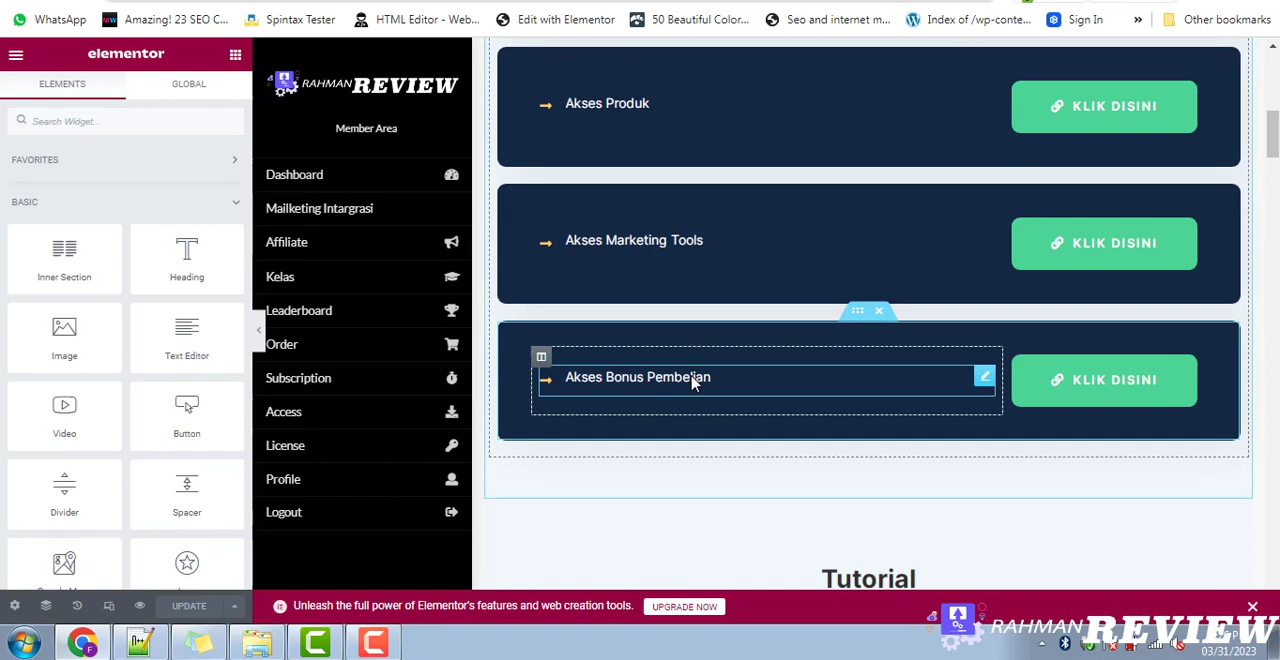 WhatsApp
Amazing! 23 SEO C...
Spintax Tester
HTML Editor - Web...
Edit with Elementor
50 Beautiful Color...
Seo and internet m...
Index of /wp-conte...
Sign In
»
Other bookmarks
elementor
ELEMENTS
GLOBAL
Search Widget...
FAVORITES
BASIC
Inner Section
Heading
Image
Text Editor
Video
Button
Divider
Spacer
UPDATE
RAHMAN REVIEW
Member Area
Dashboard
Mailketing Intargrasi
Affiliate
Kelas
Leaderboard
Order
Subscription
Access
License
Profile
Logout
Akses Produk
KLIK DISINI
Akses Marketing Tools
KLIK DISINI
Akses Bonus Pembelian
KLIK DISINI
Tutorial
Unleash the full power of Elementor's features and web creation tools.
UPGRADE NOW
RAHMAN REVIEW
03/31/2023